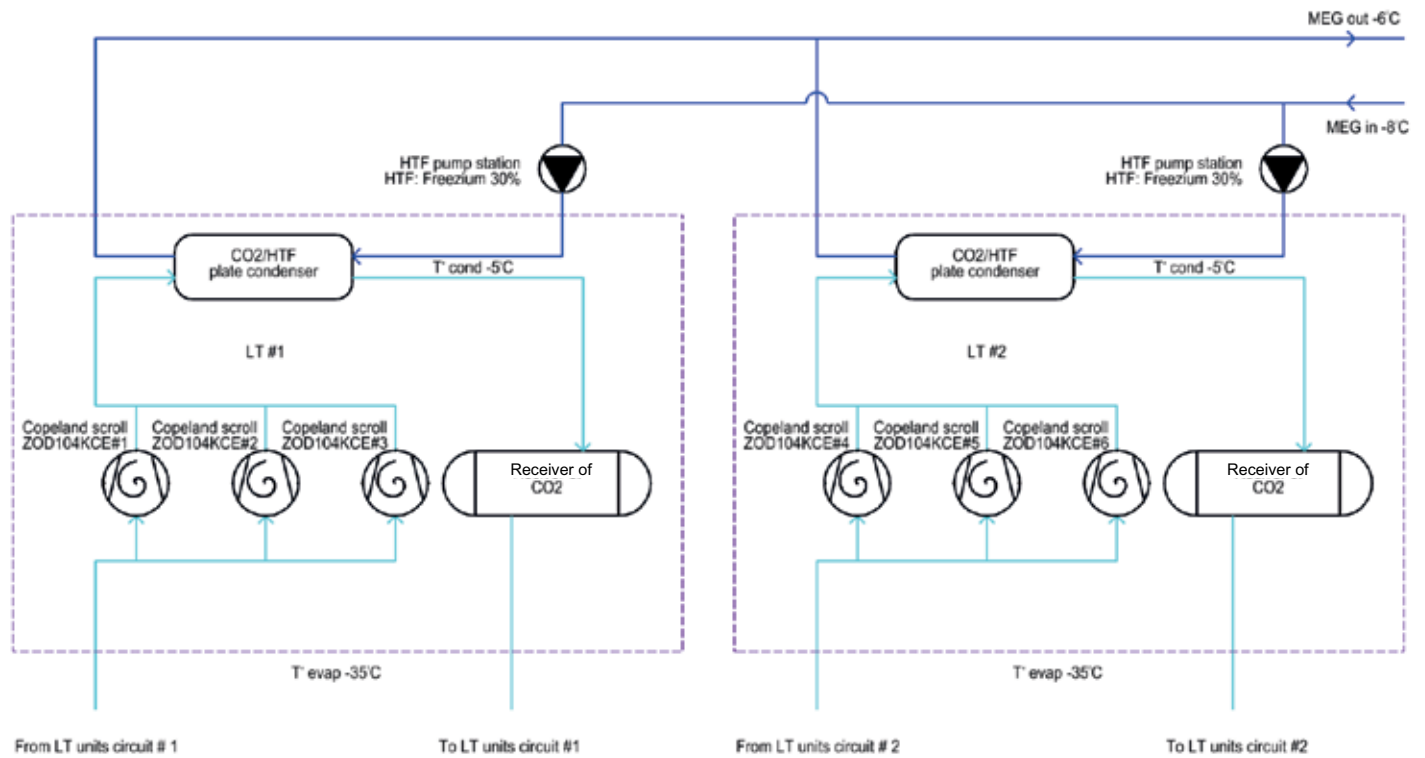 MEG out -6°C
MEG in -8°C
HTF pump station
HTF: Freezium 30%
HTF pump station
HTF: Freezium 30%
CO2/HTF
plate condenser
T° cond -5°C
LT #1
Copeland scroll
ZOD104KCE#1
Copeland scroll
ZOD104KCE#2
Copeland scroll
ZOD104KCE#3
Receiver of
CO2
T° evap -35°C
From LT units circuit # 1
To LT units circuit #1
CO2/HTF
plate condenser
T° cond -5°C
LT #2
Copeland scroll
ZOD104KCE#4
Copeland scroll
ZOD104KCE#5
Copeland scroll
ZOD104KCE#6
Receiver of
CO2
T° evap -35°C
From LT units circuit # 2
To LT units circuit #2